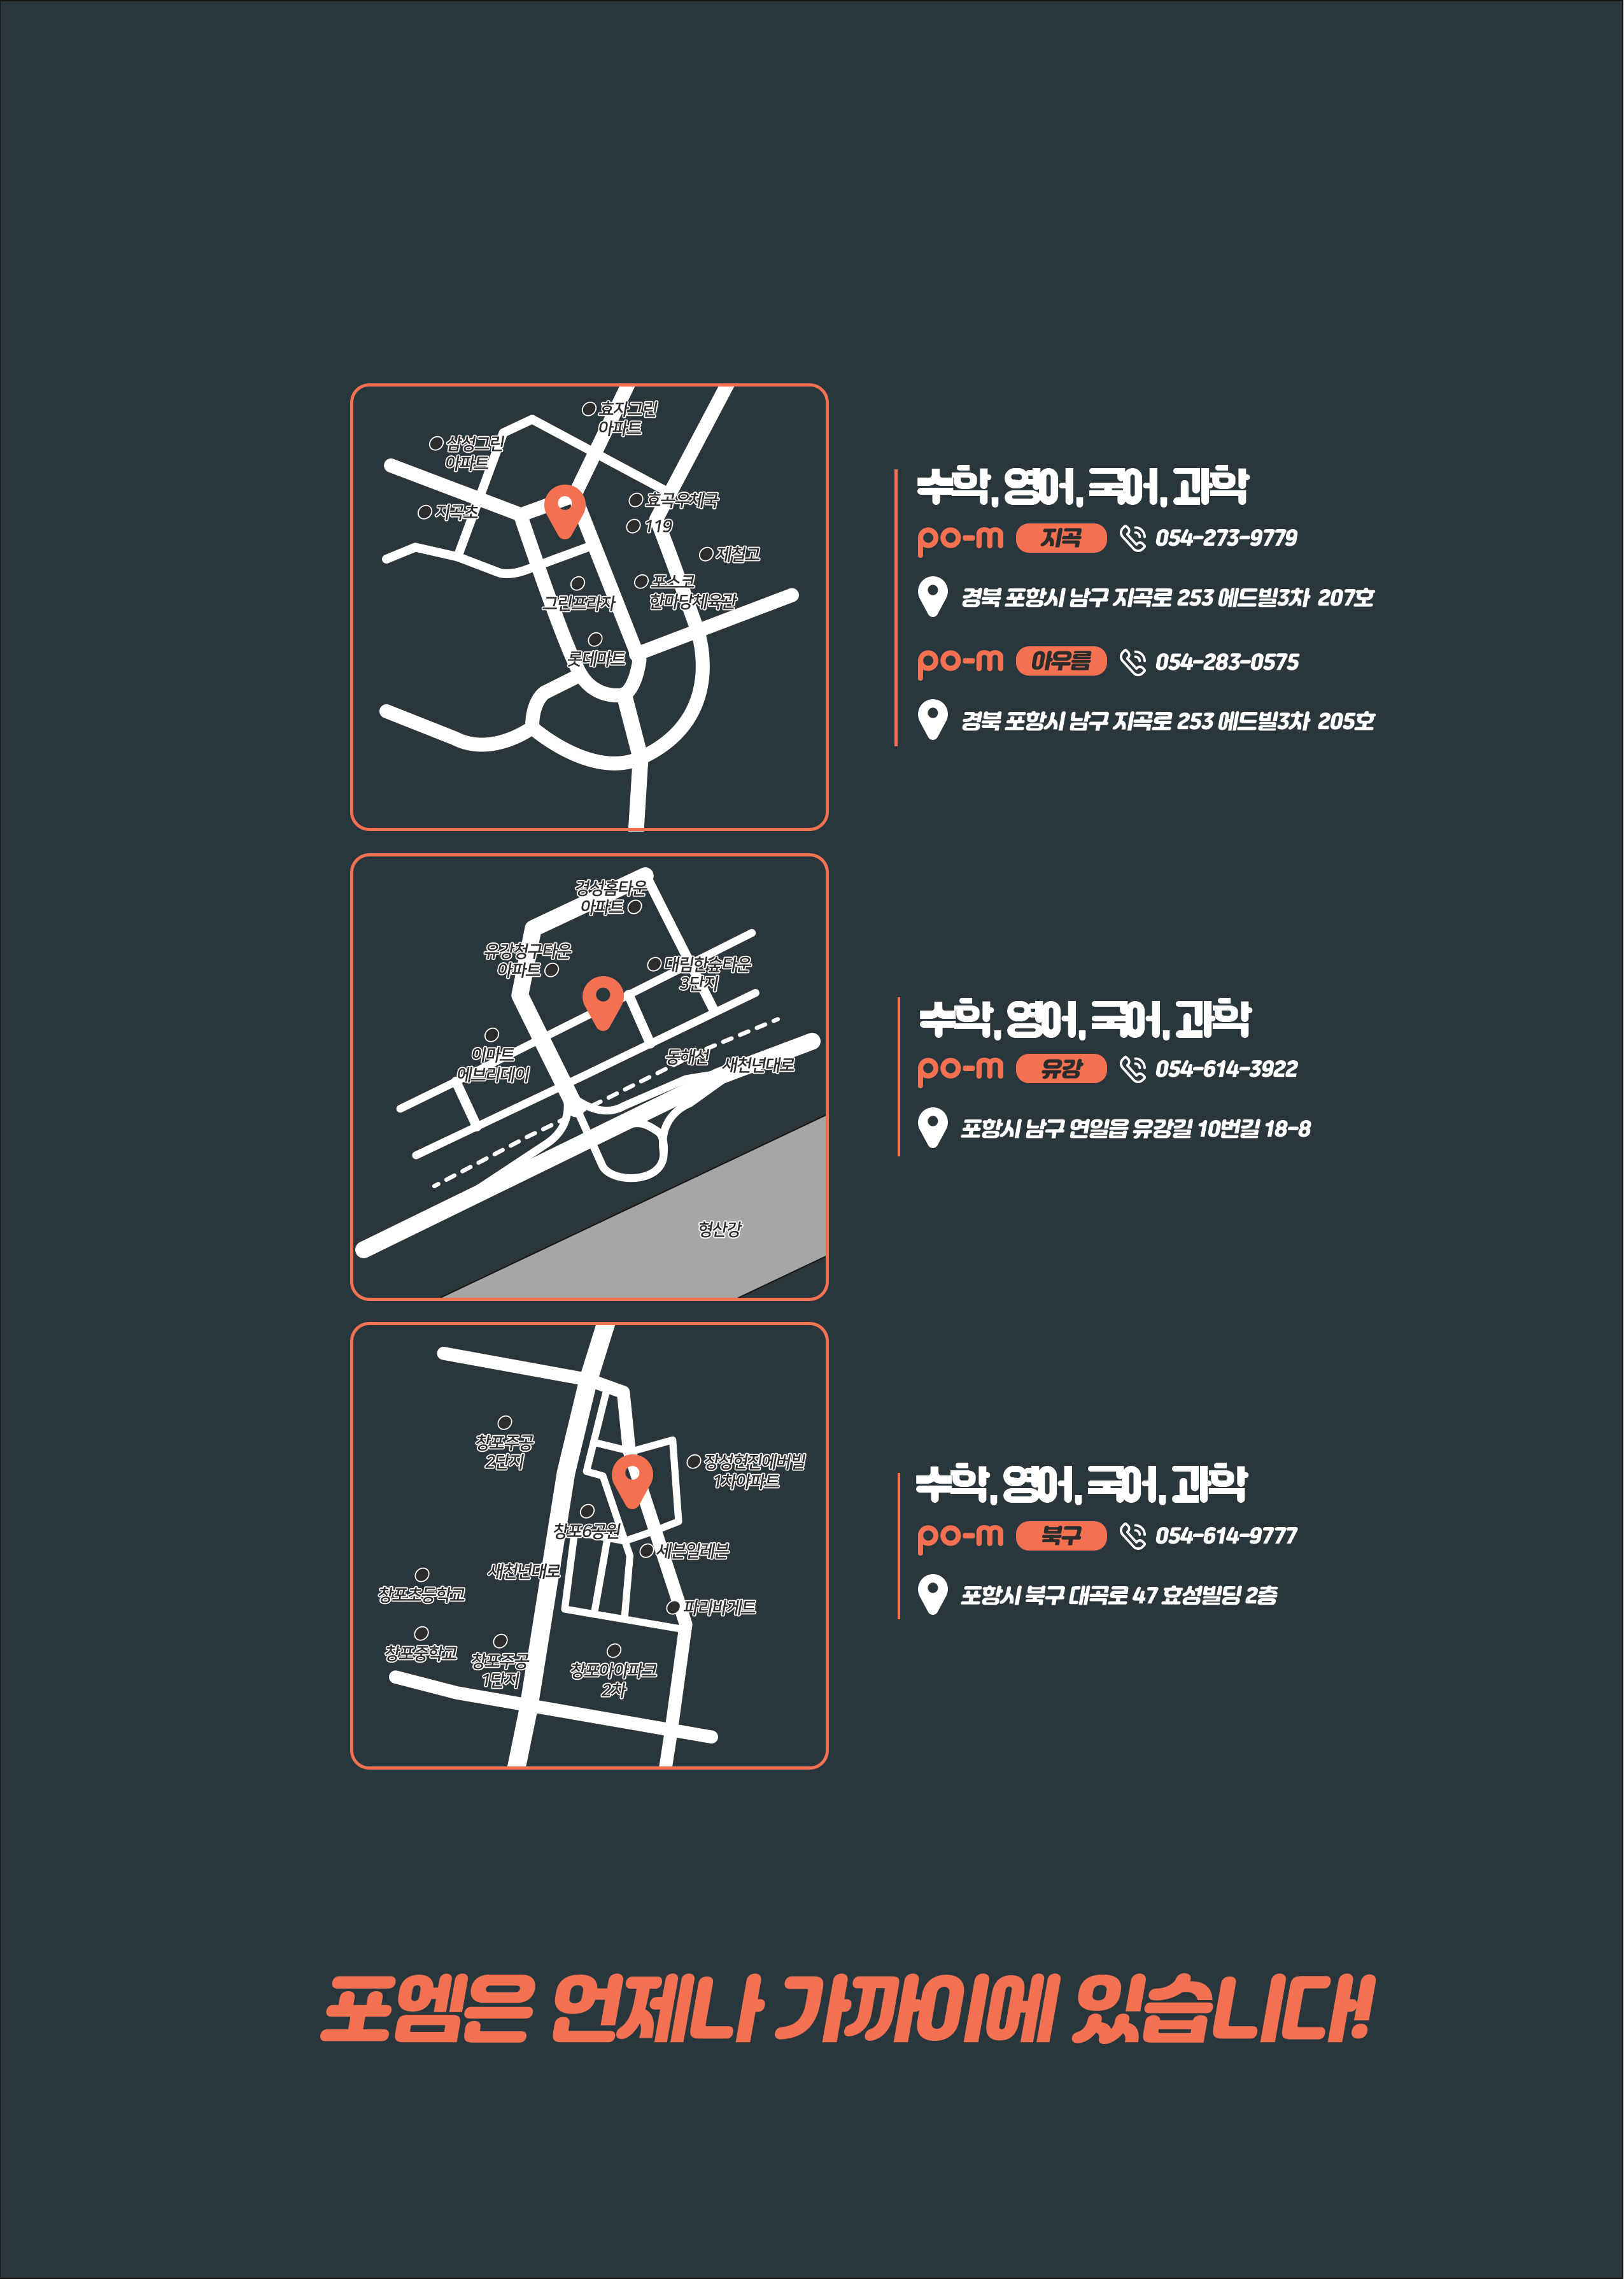 효자그린
아파트
삼성그린
아파트
지곡초
효곡우체국
119
제철고
포스코
한마당체육관
그린프라자
롯데마트
수학, 영어, 국어, 과학
po-m 지곡 054-273-9779
경북 포항시 남구 지곡로 253 에드빌3차 207호
po-m 아우름 054-283-0575
경북 포항시 남구 지곡로 253 에드빌3차 205호
경성홈타운
아파트
유강청구타운
아파트
대림한숲타운
3단지
이마트
에브리데이
동해선
새천년대로
형산강
수학, 영어, 국어, 과학
po-m 유강 054-614-3922
포항시 남구 연일읍 유강길 10번길 18-8
창포주공
2단지
장성현진에버빌
1차아파트
창포6공원
세븐일레븐
새천년대로
창포초등학교
파리바게트
창포중학교
창포주공
1단지
창포아이파크
2차
수학, 영어, 국어, 과학
po-m 북구 054-614-9777
포항시 북구 대곡로 47 효성빌딩 2층
포엠은 언제나 가까이에 있습니다!